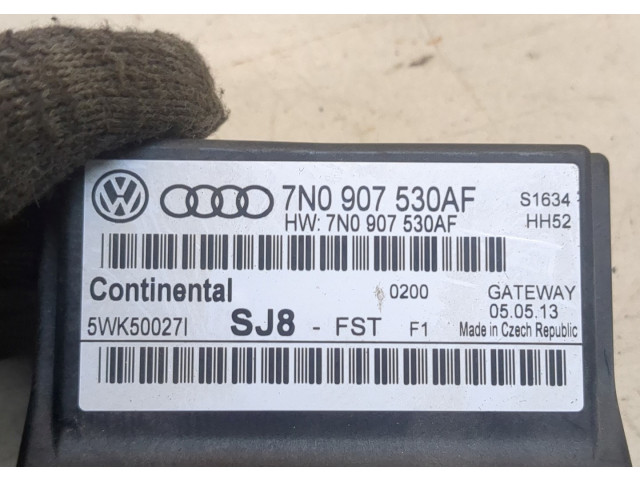 7N0 907 530AF S1634
HW: 7N0 907 530AF HH52
Continental 0200 GATEWAY
05.05.13
5WK50027I SJ8 - FST F1 Made in Czech Republic